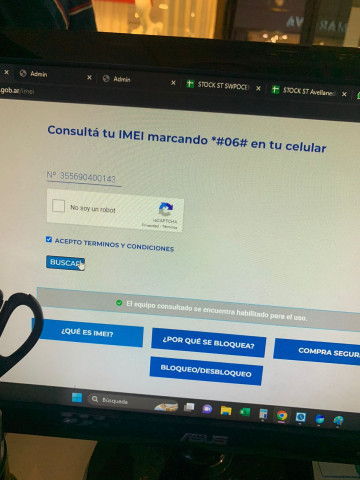 Admin
Admin
STOCK ST SWPOCE
STOCK ST Avellaned
.gob.ar/imei
Consultá tu IMEI marcando *#06# en tu celular
Nº 355690400143
No soy un robot
reCAPTCHA
Privacidad - Términos
ACEPTO TERMINOS Y CONDICIONES
BUSCAR
El equipo consultado se encuentra habilitado para el uso.
¿QUÉ ES IMEI?
¿POR QUÉ SE BLOQUEA?
COMPRA SEGURA
BLOQUEO/DESBLOQUEO
Búsqueda
ASUS